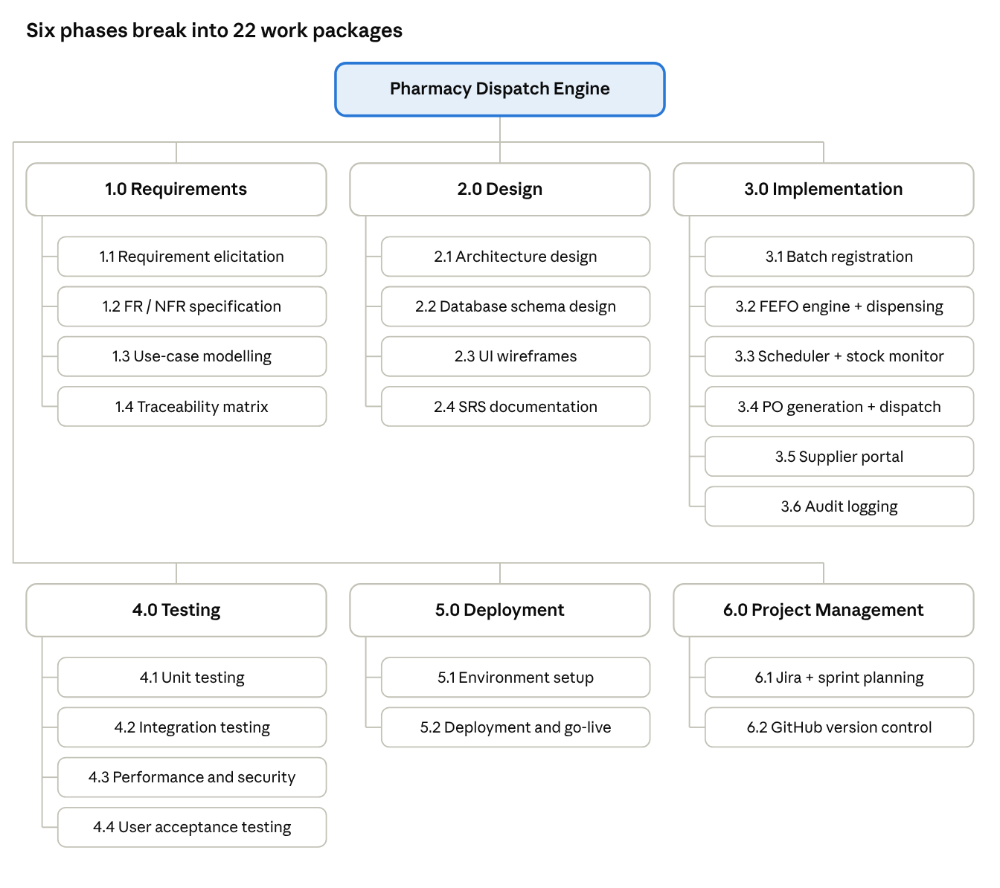 Six phases break into 22 work packages
Pharmacy Dispatch Engine
1.0 Requirements
1.1 Requirement elicitation
1.2 FR / NFR specification
1.3 Use-case modelling
1.4 Traceability matrix
2.0 Design
2.1 Architecture design
2.2 Database schema design
2.3 UI wireframes
2.4 SRS documentation
3.0 Implementation
3.1 Batch registration
3.2 FEFO engine + dispensing
3.3 Scheduler + stock monitor
3.4 PO generation + dispatch
3.5 Supplier portal
3.6 Audit logging
4.0 Testing
4.1 Unit testing
4.2 Integration testing
4.3 Performance and security
4.4 User acceptance testing
5.0 Deployment
5.1 Environment setup
5.2 Deployment and go-live
6.0 Project Management
6.1 Jira + sprint planning
6.2 GitHub version control